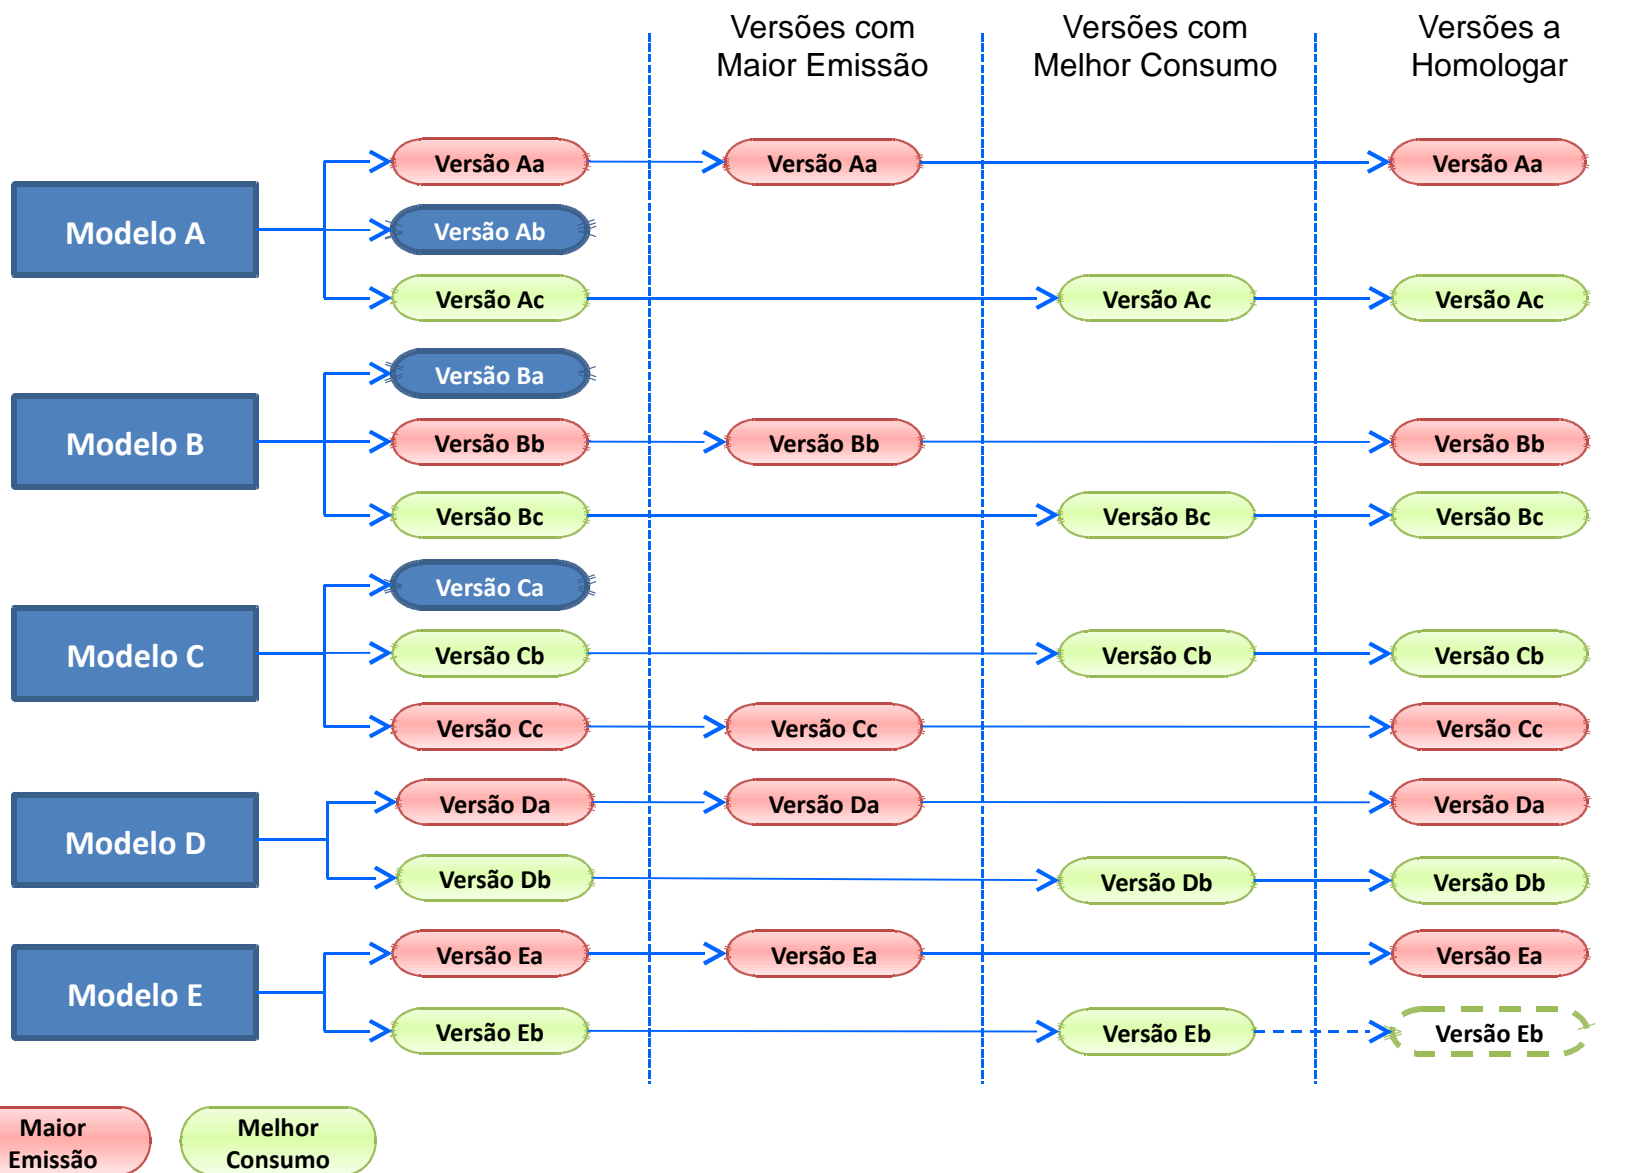 Versões com
Maior Emissão
Versões com
Melhor Consumo
Versões a
Homologar
Modelo A
Versão Aa
Versão Aa
Versão Aa
Versão Ab
Versão Ac
Versão Ac
Versão Ac
Modelo B
Versão Ba
Versão Bb
Versão Bb
Versão Bb
Versão Bc
Versão Bc
Versão Bc
Modelo C
Versão Ca
Versão Cb
Versão Cb
Versão Cb
Versão Cc
Versão Cc
Versão Cc
Modelo D
Versão Da
Versão Da
Versão Da
Versão Db
Versão Db
Versão Db
Modelo E
Versão Ea
Versão Ea
Versão Ea
Versão Eb
Versão Eb
Versão Eb
Maior
Emissão
Melhor
Consumo